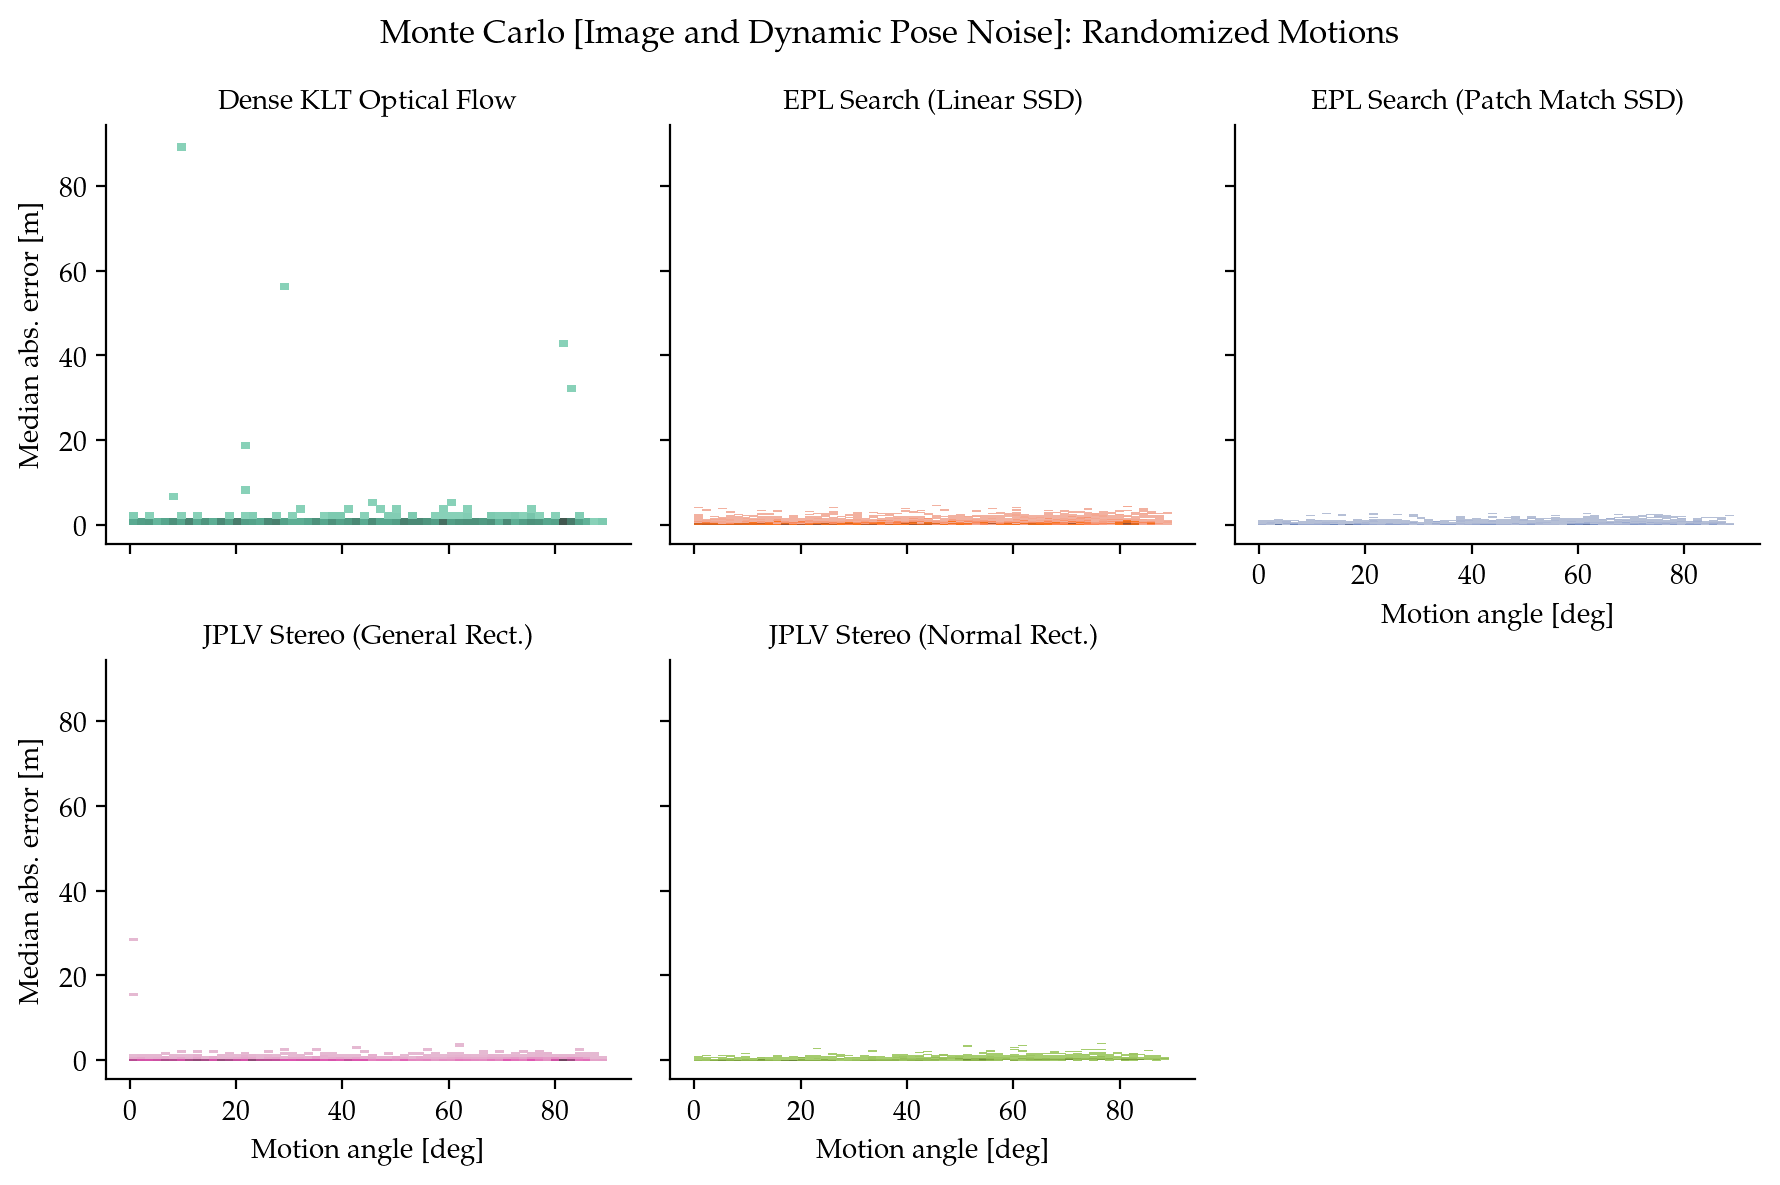 Monte Carlo [Image and Dynamic Pose Noise]: Randomized Motions
Dense KLT Optical Flow
EPL Search (Linear SSD)
EPL Search (Patch Match SSD)
Median abs. error [m]
80
60
40
20
0
0 20 40 60 80
Motion angle [deg]
JPLV Stereo (General Rect.)
JPLV Stereo (Normal Rect.)
Median abs. error [m]
80
60
40
20
0
0 20 40 60 80
0 20 40 60 80
Motion angle [deg]
Motion angle [deg]